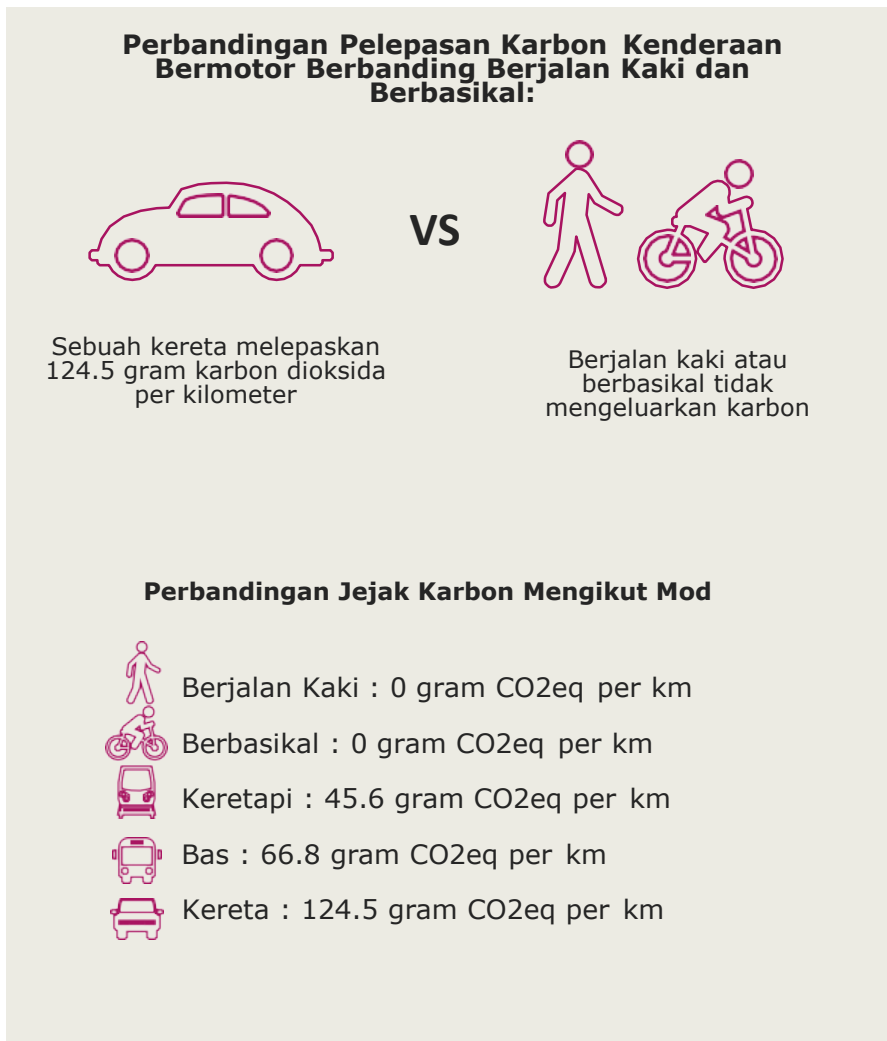 Perbandingan Pelepasan Karbon Kenderaan
Bermotor Berbanding Berjalan Kaki dan
Berbasikal:
VS
Sebuah kereta melepaskan
124.5 gram karbon dioksida
per kilometer
Berjalan kaki atau
berbasikal tidak
mengeluarkan karbon
Perbandingan Jejak Karbon Mengikut Mod
Berjalan Kaki : 0 gram CO2eq per km
Berbasikal : 0 gram CO2eq per km
Keretapi : 45.6 gram CO2eq per km
Bas : 66.8 gram CO2eq per km
Kereta : 124.5 gram CO2eq per km